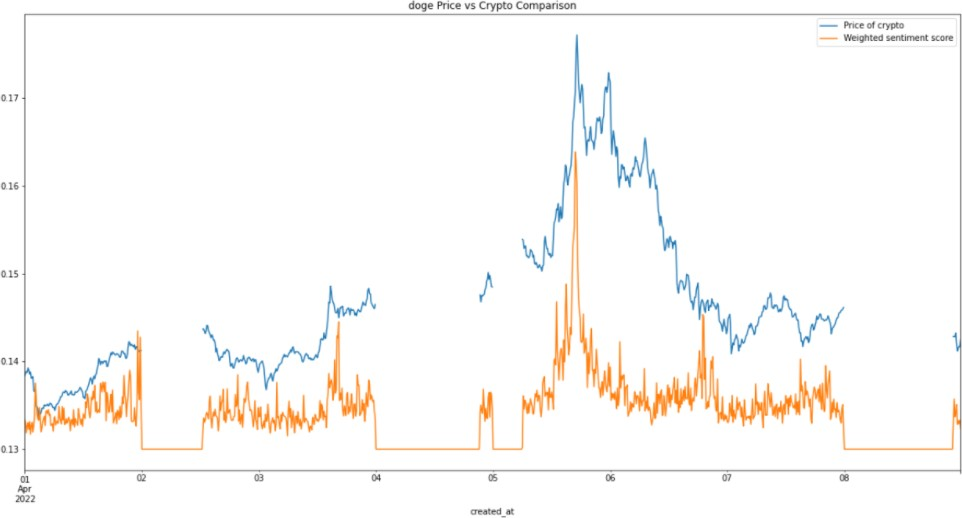 doge Price vs Crypto Comparison
Price of crypto
Weighted sentiment score
0.17
0.16
0.15
0.14
0.13
01 02 03 04 05 06 07 08
Apr
2022
created_at